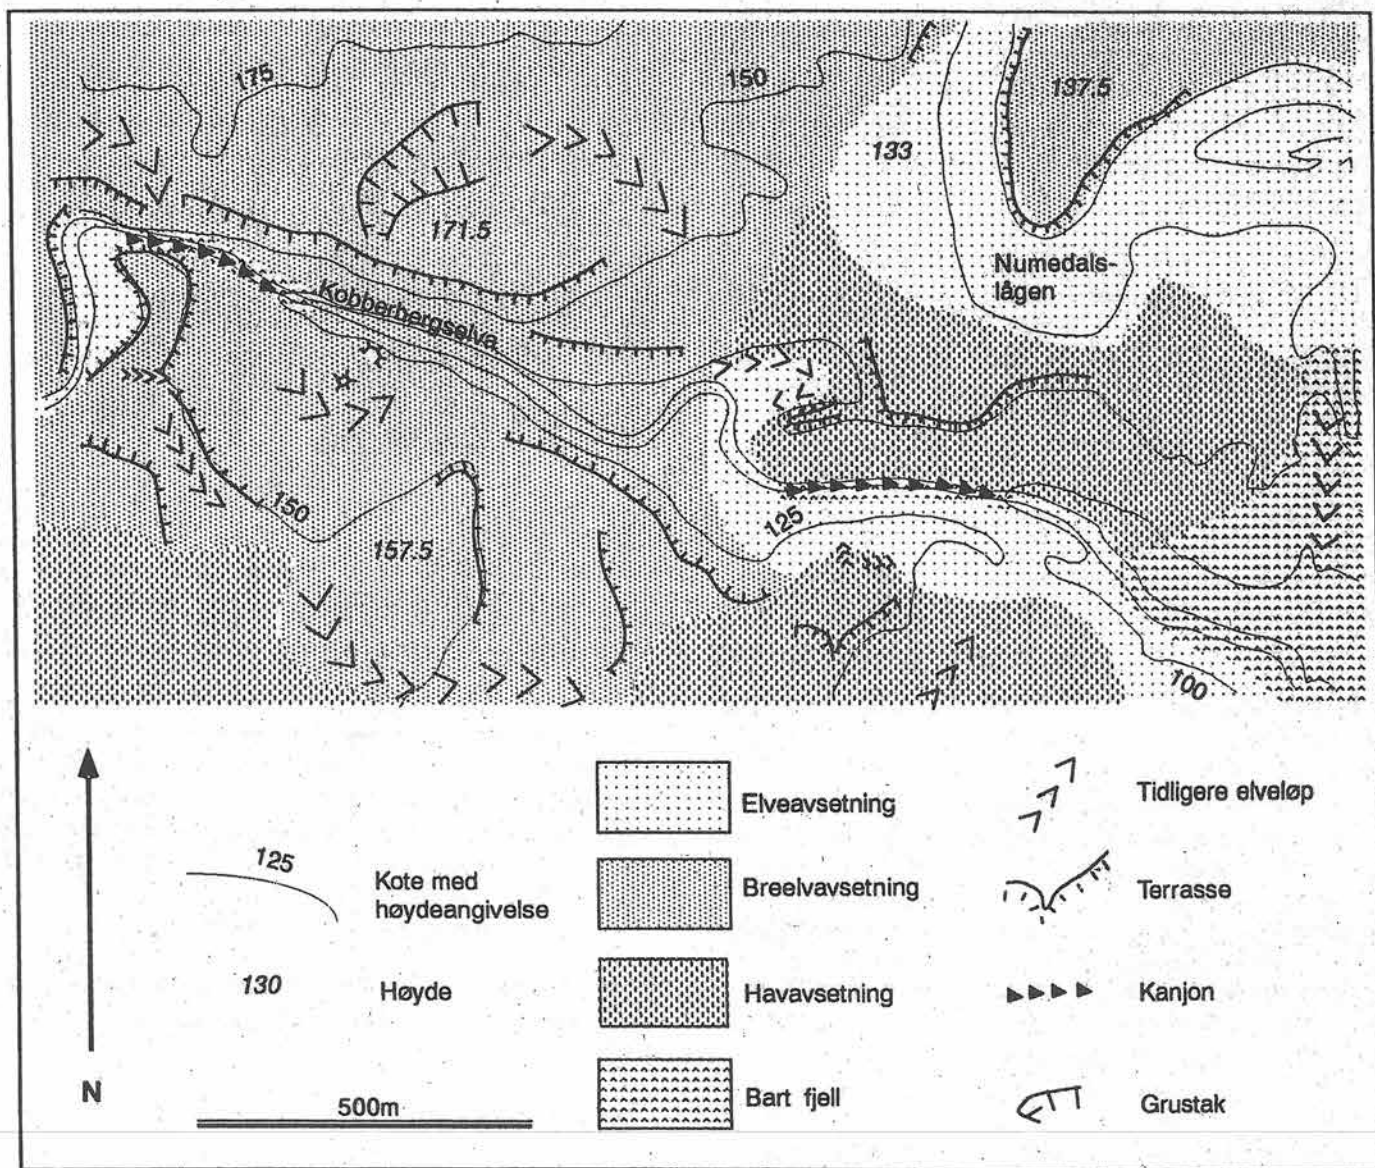 175
150
137.5
133
171.5
Numedals-
lågen
Kobberbergselva
150
125
157.5
100
125
Kote med
høydeangivelse
130
Høyde
N
500m
Elveavsetning
Breelvavsetning
Havavsetning
Bart fjell
Tidligere elveløp
Terrasse
Kanjon
Grustak